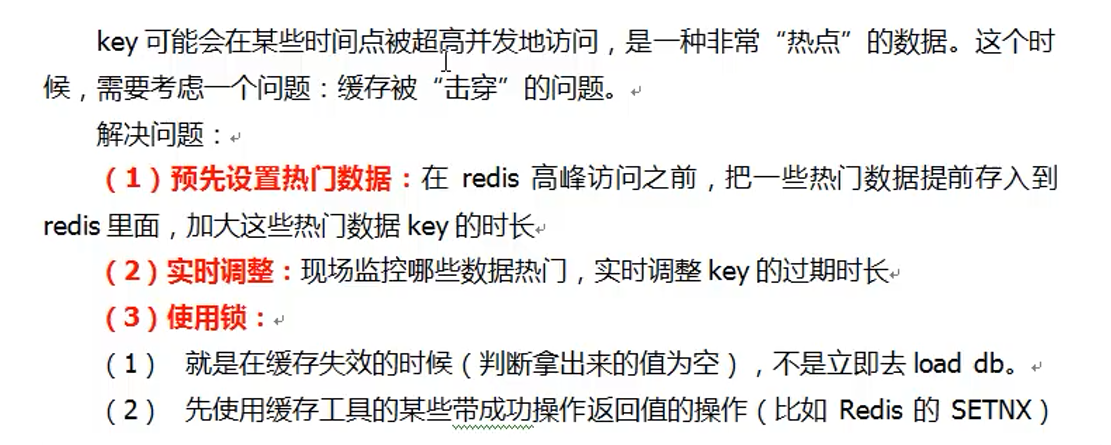 key 可能会在某些时间点被超高并发地访问，是一种非常“热点”的数据。这个时
候，需要考虑一个问题：缓存被“击穿”的问题。
解决问题：
（1）预先设置热门数据：在 redis 高峰访问之前，把一些热门数据提前存入到
redis 里面，加大这些热门数据 key 的时长
（2）实时调整：现场监控哪些数据热门，实时调整 key 的过期时长
（3）使用锁：
（1） 就是在缓存失效的时候（判断拿出来的值为空），不是立即去 load db。
（2） 先使用缓存工具的某些带成功操作返回值的操作（比如 Redis 的 SETNX）